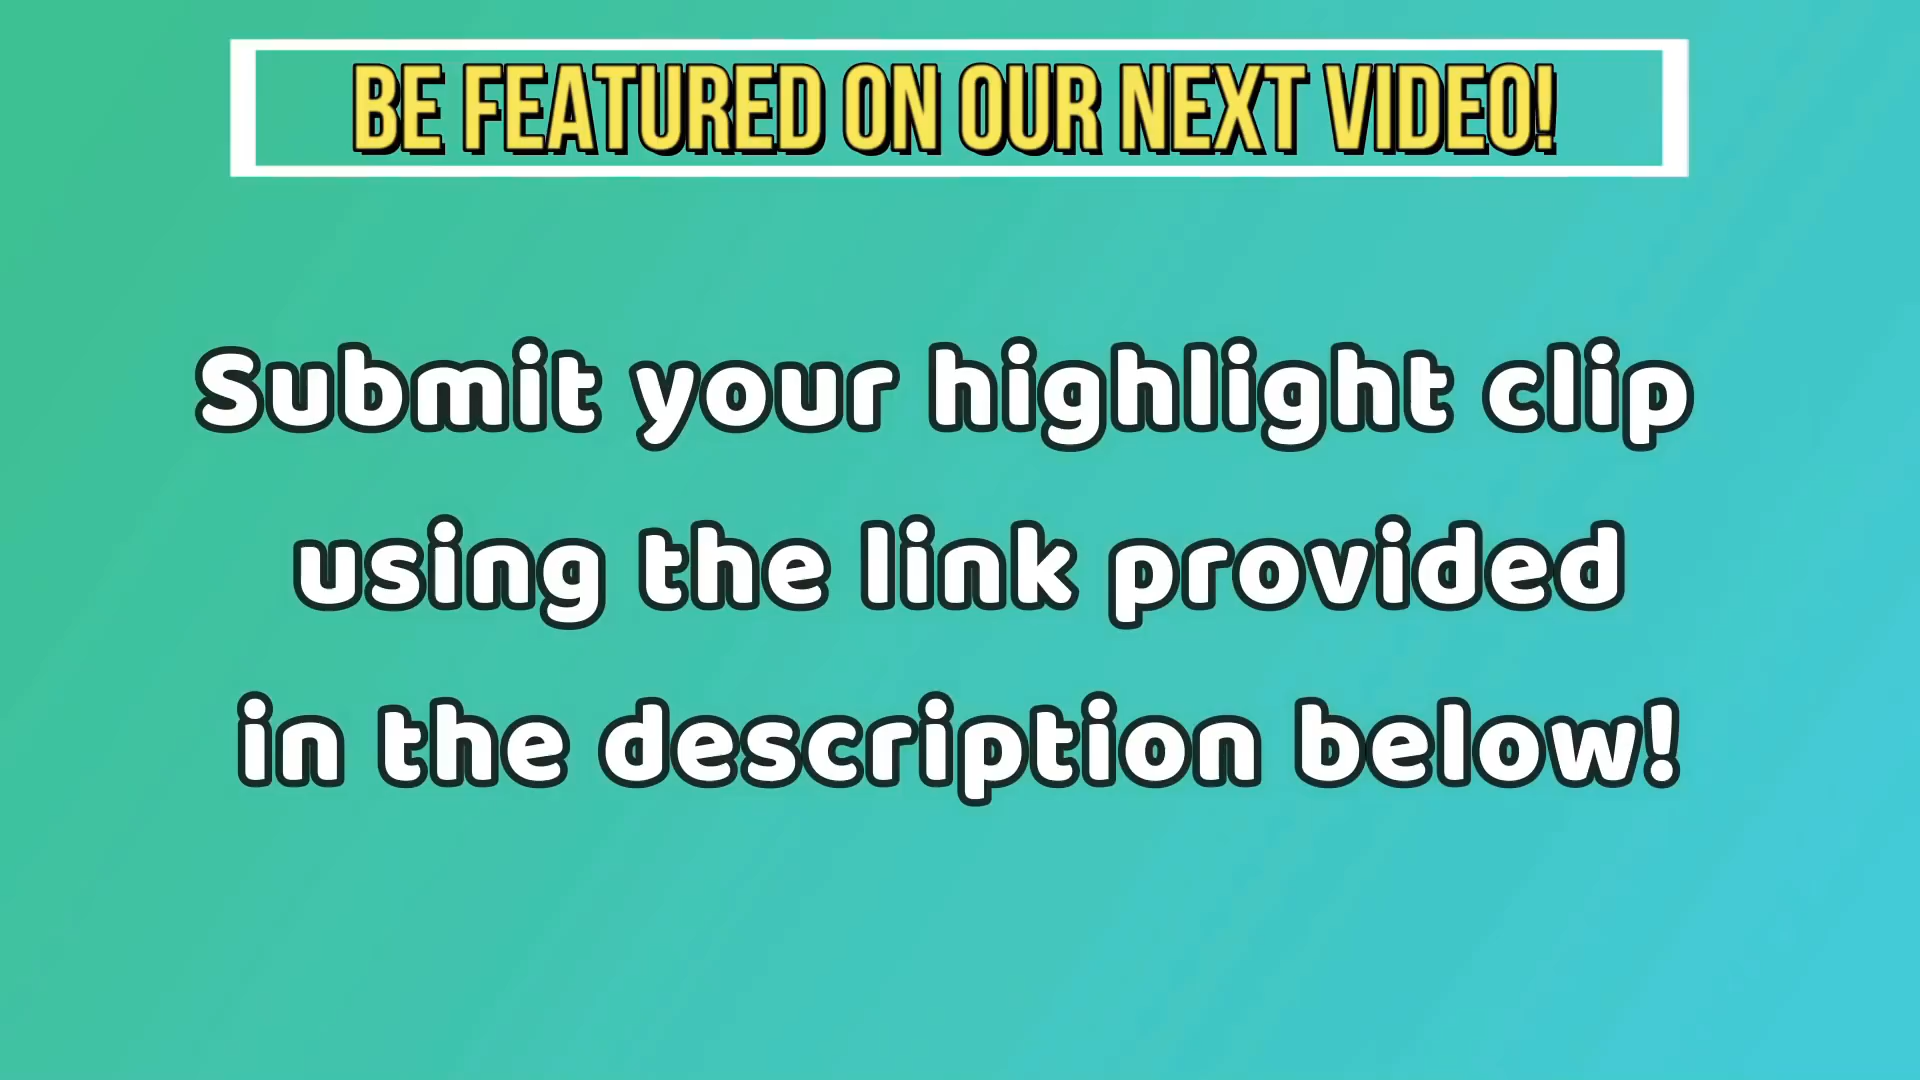 BE FEATURED ON OUR NEXT VIDEO!
Submit your highlight clip
using the link provided
in the description below!